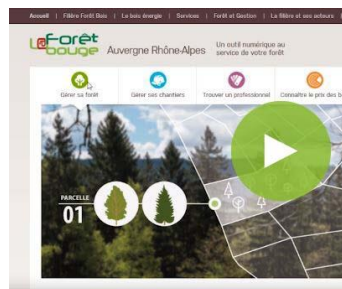 Accueil | Filière Forêt Bois | Le bois énergie | Services | Forêt et Gestion | La filière et ses acteurs |
La Forêt bouge
Auvergne Rhône-Alpes
Un outil numérique au
service de votre forêt
Gérer sa forêt
Gérer ses chantiers
Trouver un professionnel
Connaître le prix des b
PARCELLE
01